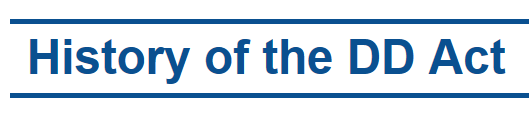 History of the DD Act